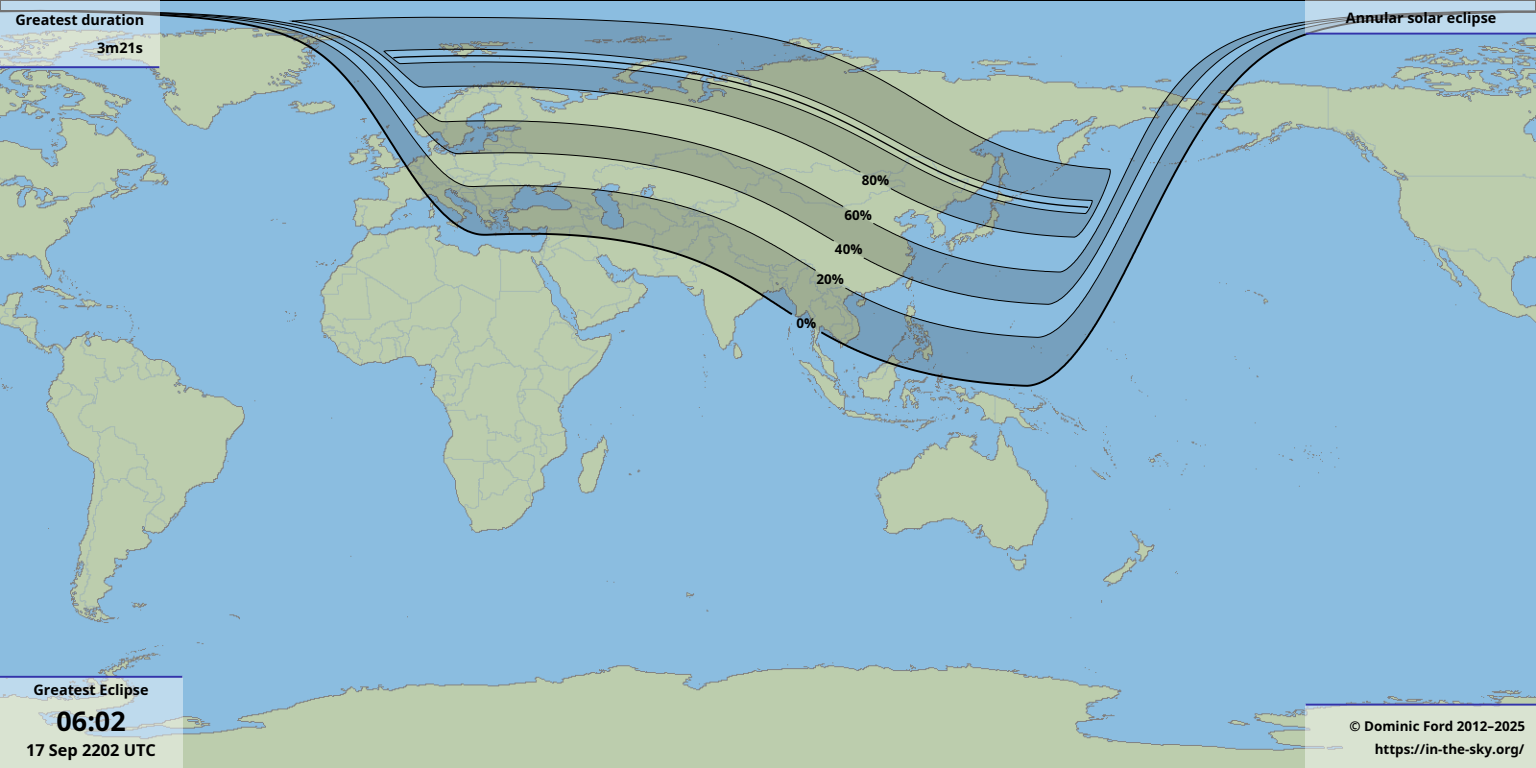 Greatest duration
3m21s
Annular solar eclipse
80%
60%
40%
20%
0%
Greatest Eclipse
06:02
17 Sep 2202 UTC
© Dominic Ford 2012–2025
https://in-the-sky.org/